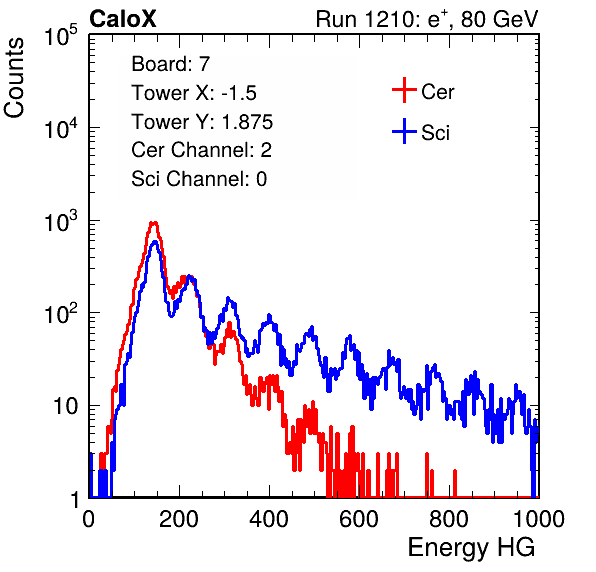 CaloX Run 1210: e⁺, 80 GeV
Counts
Board: 7
Tower X: -1.5
Tower Y: 1.875
Cer Channel: 2
Sci Channel: 0
Cer
Sci
10⁵
10⁴
10³
10²
10
1
0 200 400 600 800 1000
Energy HG